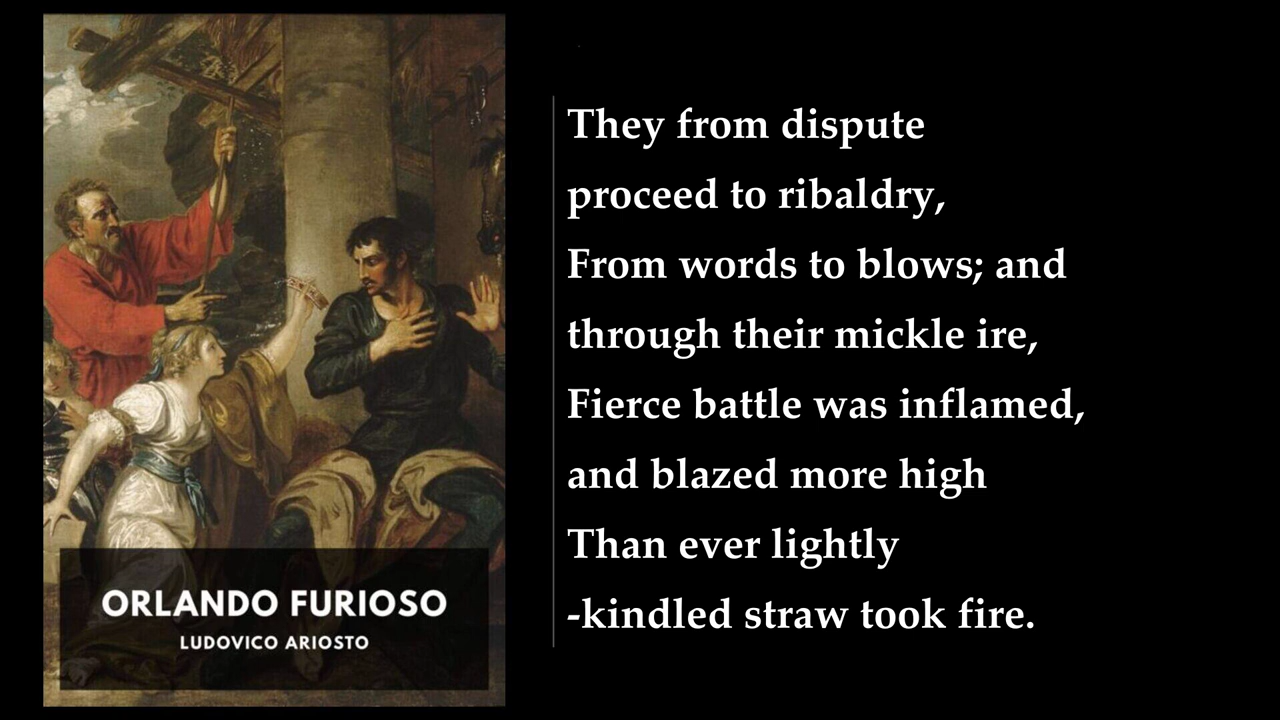 They from dispute
proceed to ribaldry,
From words to blows; and
through their mickle ire,
Fierce battle was inflamed,
and blazed more high
Than ever lightly
-kindled straw took fire.
ORLANDO FURIOSO
LUDOVICO ARIOSTO